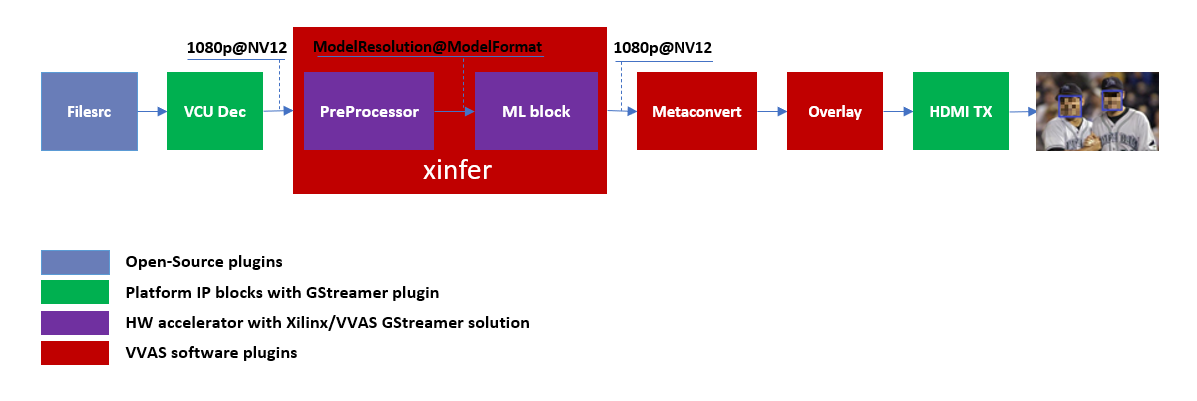 1080p@NV12
ModelResolution@ModelFormat
1080p@NV12
Filesrc
VCU Dec
PreProcessor
ML block
Metaconvert
Overlay
HDMI TX
xinfer
Open-Source plugins
Platform IP blocks with GStreamer plugin
HW accelerator with Xilinx/VVAS GStreamer solution
VVAS software plugins